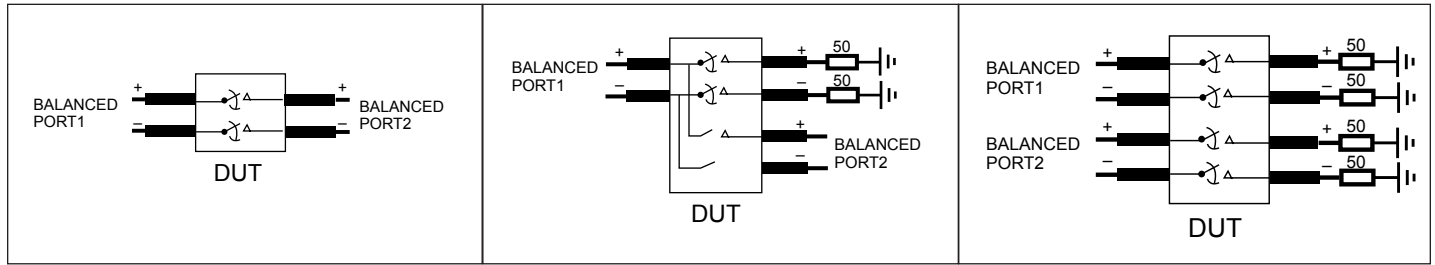 +
+
BALANCED
PORT1
BALANCED
PORT2
–
–
DUT
+
+
50
BALANCED
PORT1
–
–
50
+
BALANCED
PORT2
–
DUT
+
+
50
BALANCED
PORT1
–
–
50
+
+
50
BALANCED
PORT2
–
–
50
DUT